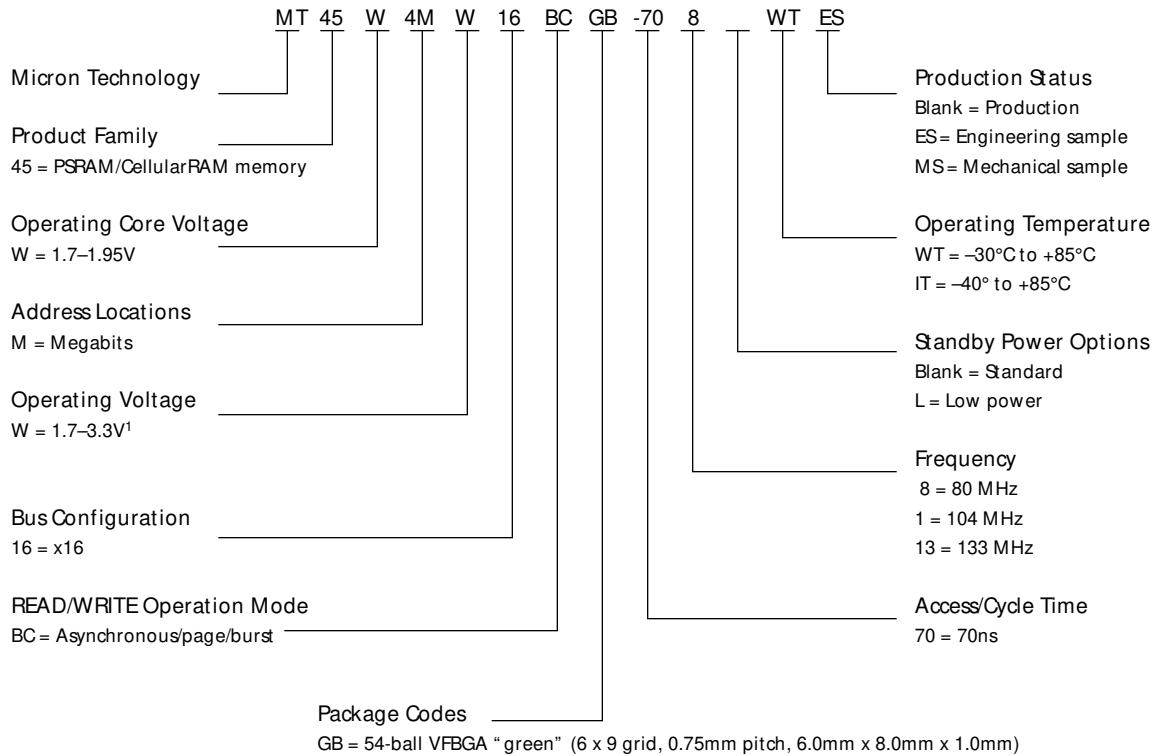 MT 45 W 4M W 16 BC GB -70 8 WT ES
Micron Technology
Product Family
45 = PSRAM/CellularRAM memory
Operating Core Voltage
W = 1.7–1.95V
Address Locations
M = Megabits
Operating Voltage
W = 1.7–3.3V¹
Bus Configuration
16 = x16
READ/WRITE Operation Mode
BC = Asynchronous/page/burst
Package Codes
GB = 54-ball VFBGA “green” (6 x 9 grid, 0.75mm pitch, 6.0mm x 8.0mm x 1.0mm)
Production Status
Blank = Production
ES = Engineering sample
MS = Mechanical sample
Operating Temperature
WT = –30°C to +85°C
IT = –40° to +85°C
Standby Power Options
Blank = Standard
L = Low power
Frequency
8 = 80 MHz
1 = 104 MHz
13 = 133 MHz
Access/Cycle Time
70 = 70ns